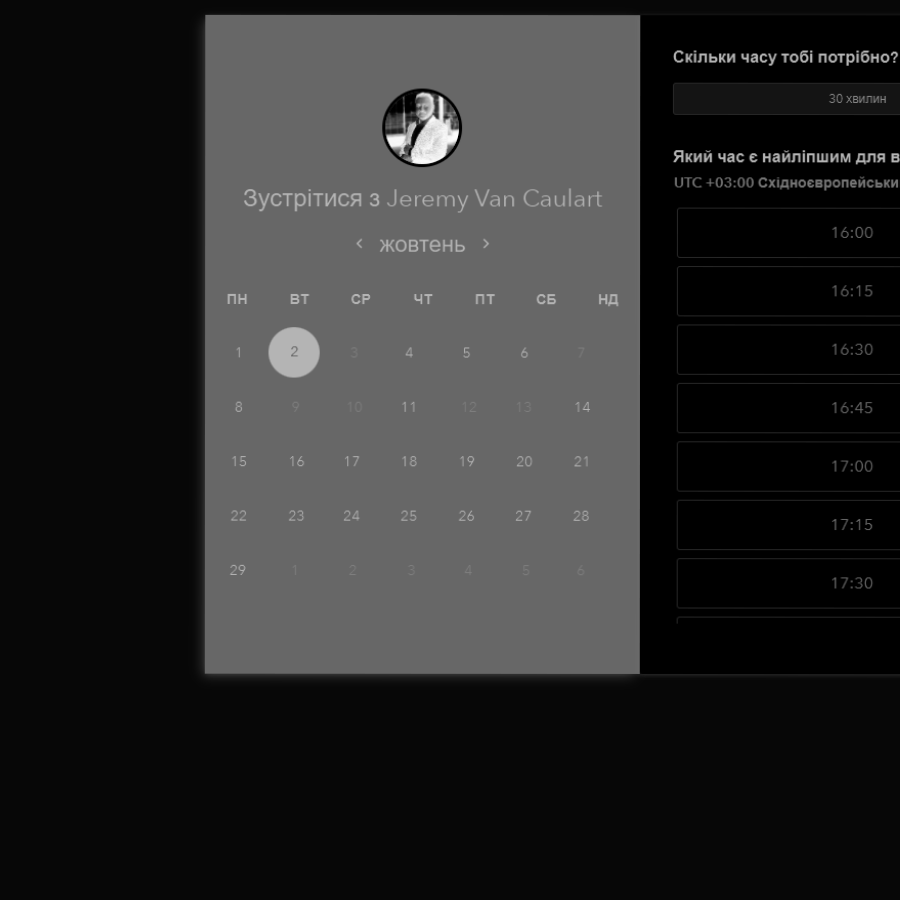 Зустрітися з Jeremy Van Caulart
жовтень
ПН ВТ СР ЧТ ПТ СБ НД
1 2 3 4 5 6 7
8 9 10 11 12 13 14
15 16 17 18 19 20 21
22 23 24 25 26 27 28
29 1 2 3 4 5 6
Скільки часу тобі потрібно?
30 хвилин
Який час є найліпшим для
UTC +03:00
16:00
16:15
16:30
16:45
17:00
17:15
17:30